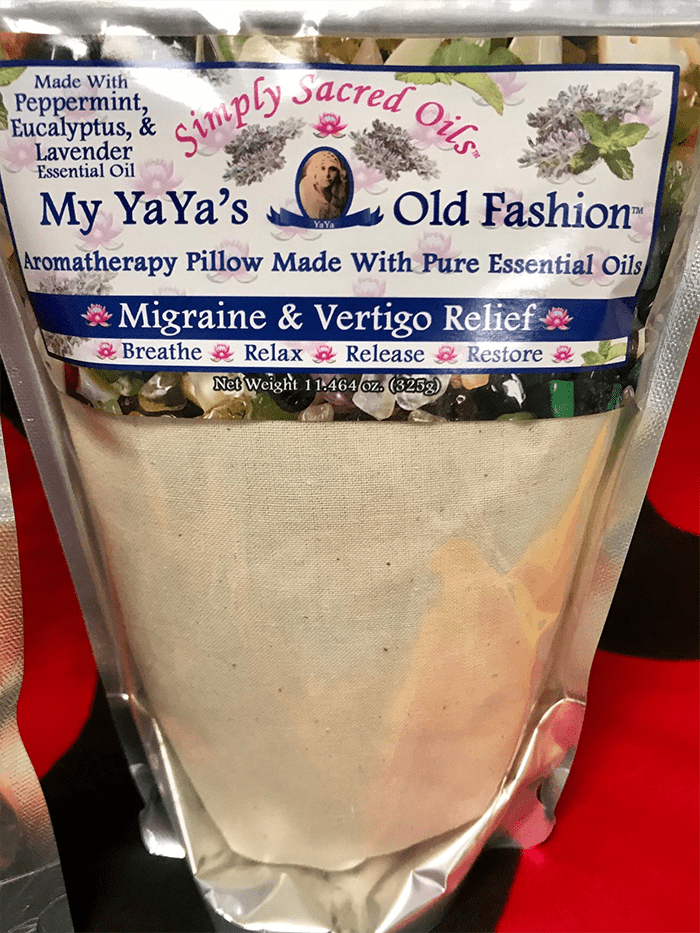 Made With
Peppermint,
Eucalyptus, &
Lavender
Essential Oil
Simply Sacred Oils™
My YaYa's
YaYa
Old Fashion™
Aromatherapy Pillow Made With Pure Essential Oils
Migraine & Vertigo Relief
Breathe Relax Release Restore
Net Weight 11.464 oz. (325g)